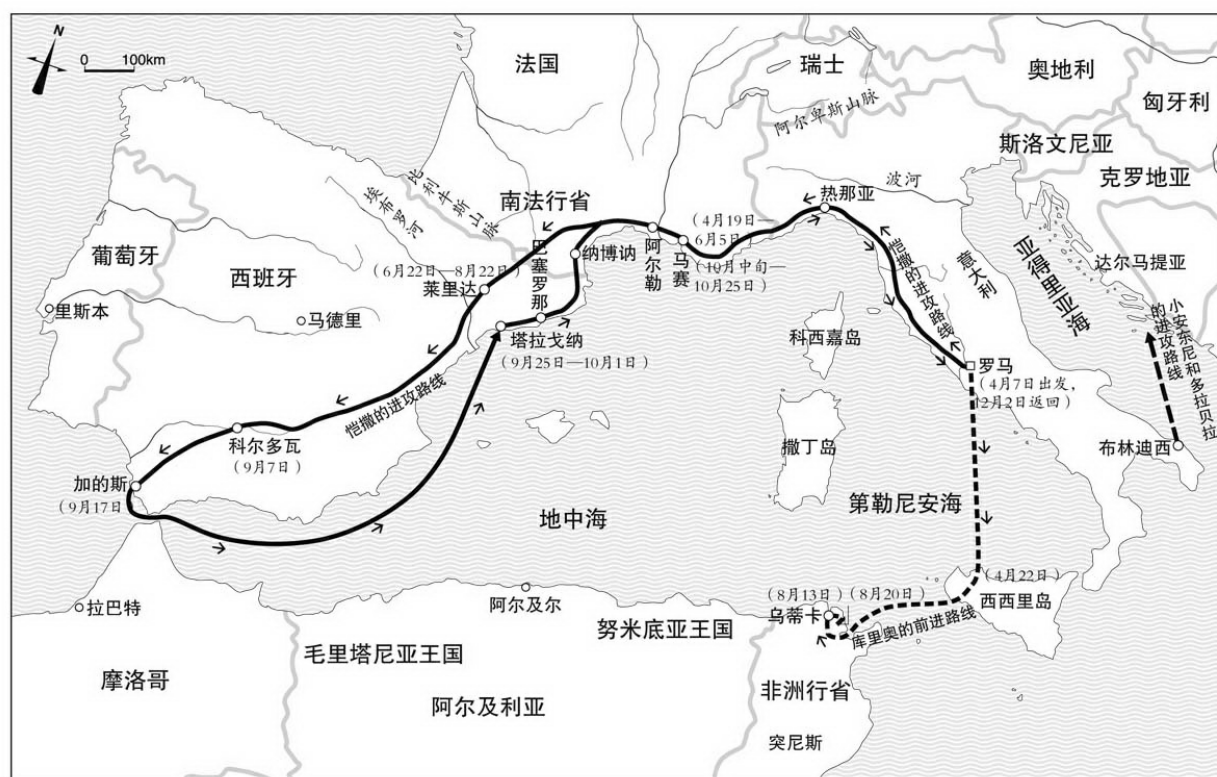 N
0 100km
法国
瑞士
奥地利
匈牙利
阿尔卑斯山脉
斯洛文尼亚
克罗地亚
波河
热那亚
比利牛斯山脉
埃布罗河
南法行省
(4月19日—
6月5日)
(10月中旬—
10月25日)
阿尔勒
马赛
纳博讷
巴塞罗那
恺撒的进攻路线
意大利
亚得里亚海
达尔马提亚
小安东尼和多拉贝拉
的进攻路线
葡萄牙
西班牙
(6月22日—8月22日)
莱里达
里斯本
马德里
塔拉戈纳
(9月25日—10月1日)
科西嘉岛
罗马
(4月7日出发,
12月2日返回)
布林迪西
恺撒的进攻路线
科尔多瓦
(9月7日)
撒丁岛
加的斯
(9月17日)
地中海
第勒尼安海
(4月22日)
西西里岛
(8月13日)
(8月20日)
乌蒂卡
库里奥的前进路线
拉巴特
阿尔及尔
努米底亚王国
毛里塔尼亚王国
摩洛哥
阿尔及利亚
非洲行省
突尼斯